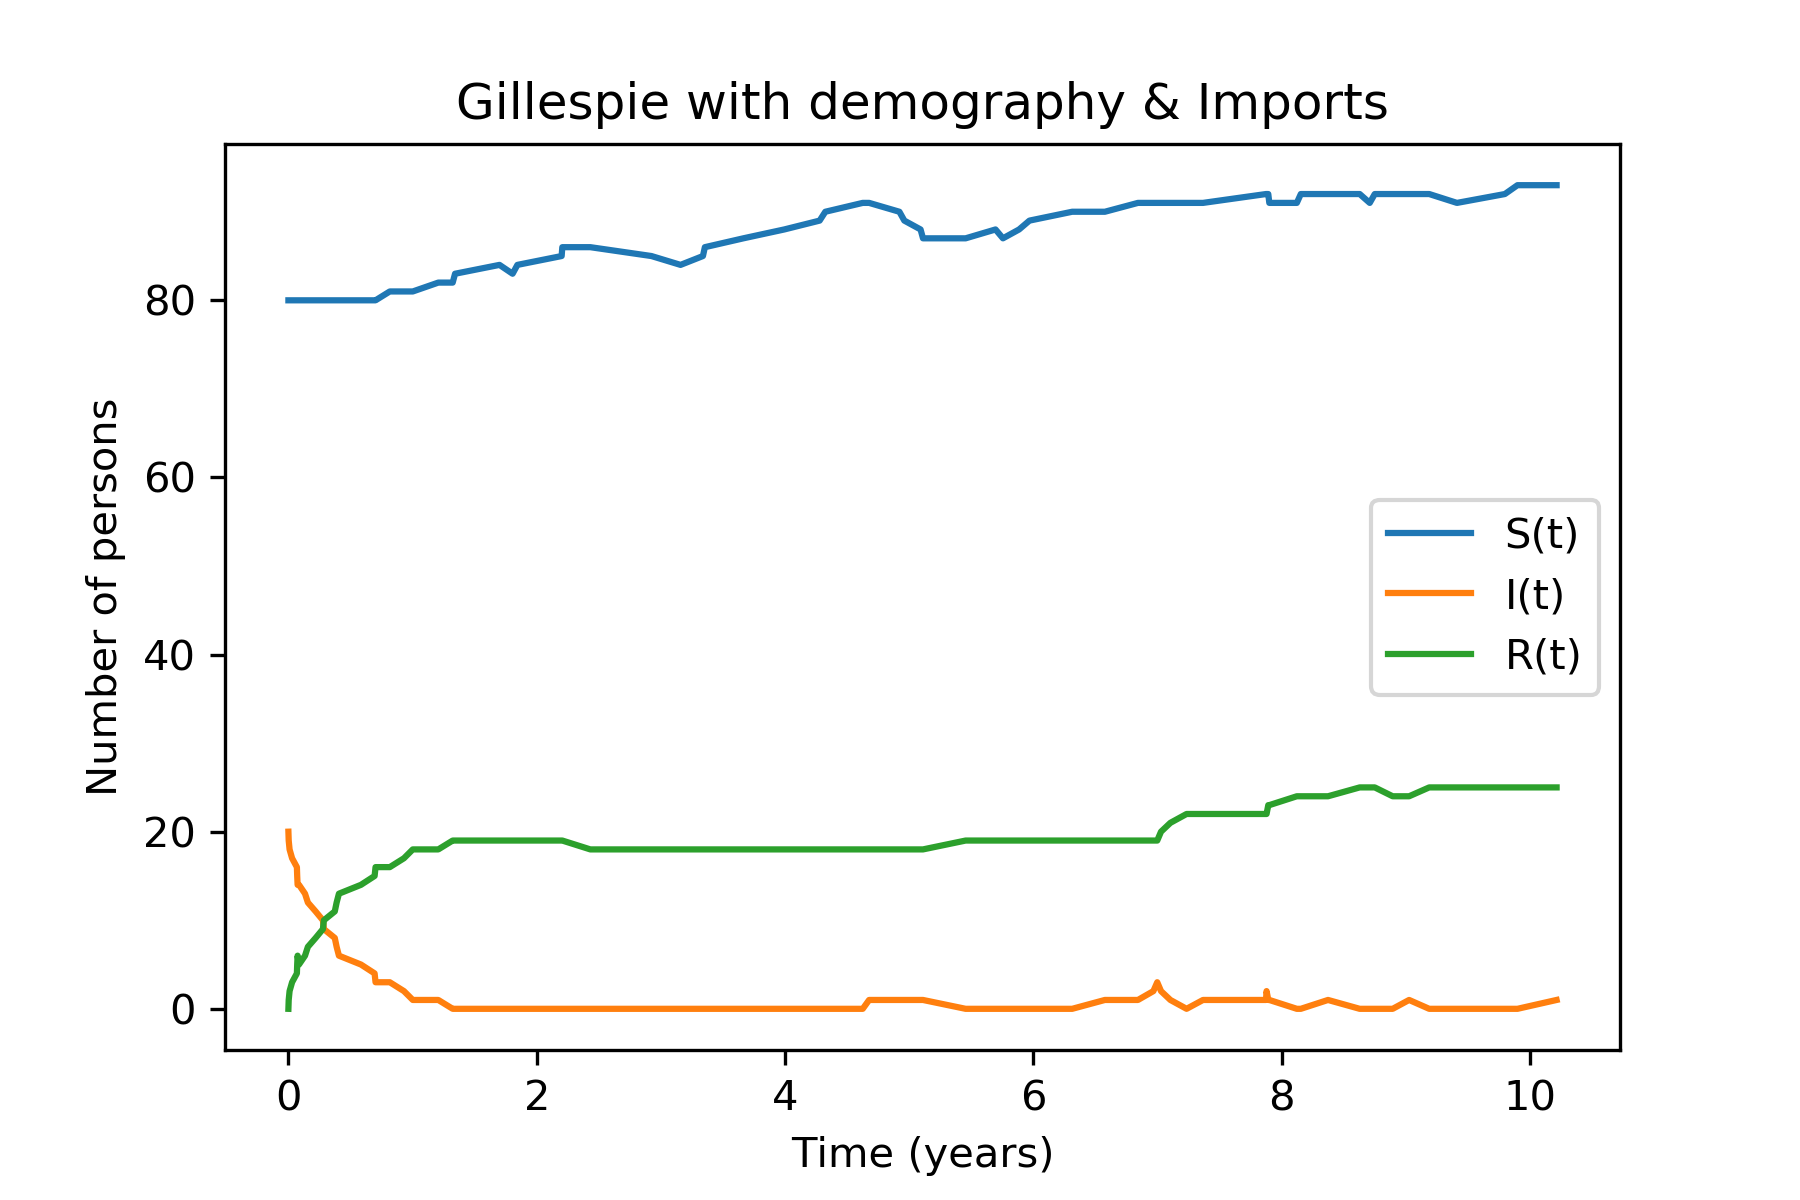 Gillespie with demography & Imports
Number of persons
80
60
40
20
0
S(t)
I(t)
R(t)
0 2 4 6 8 10
Time (years)